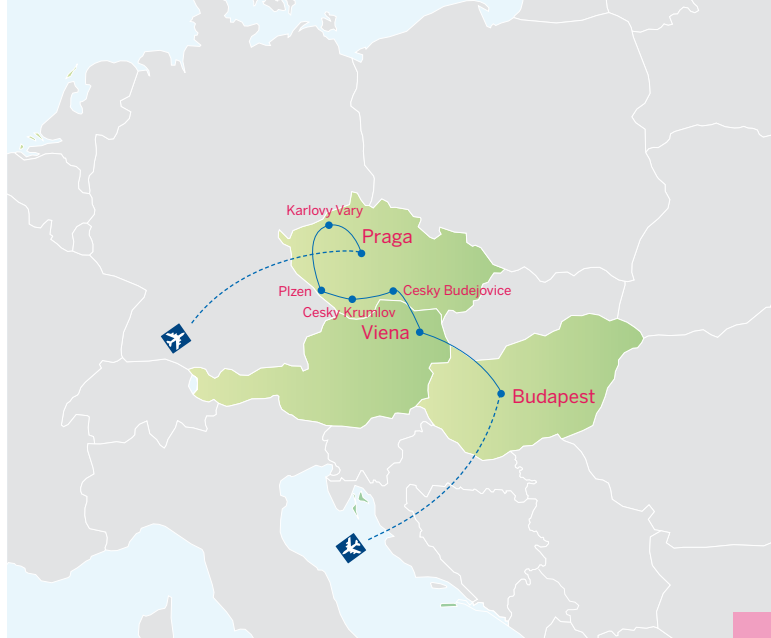 Karlovy Vary
Praga
Plzen
Cesky Budejovice
Cesky Krumlov
Viena
Budapest